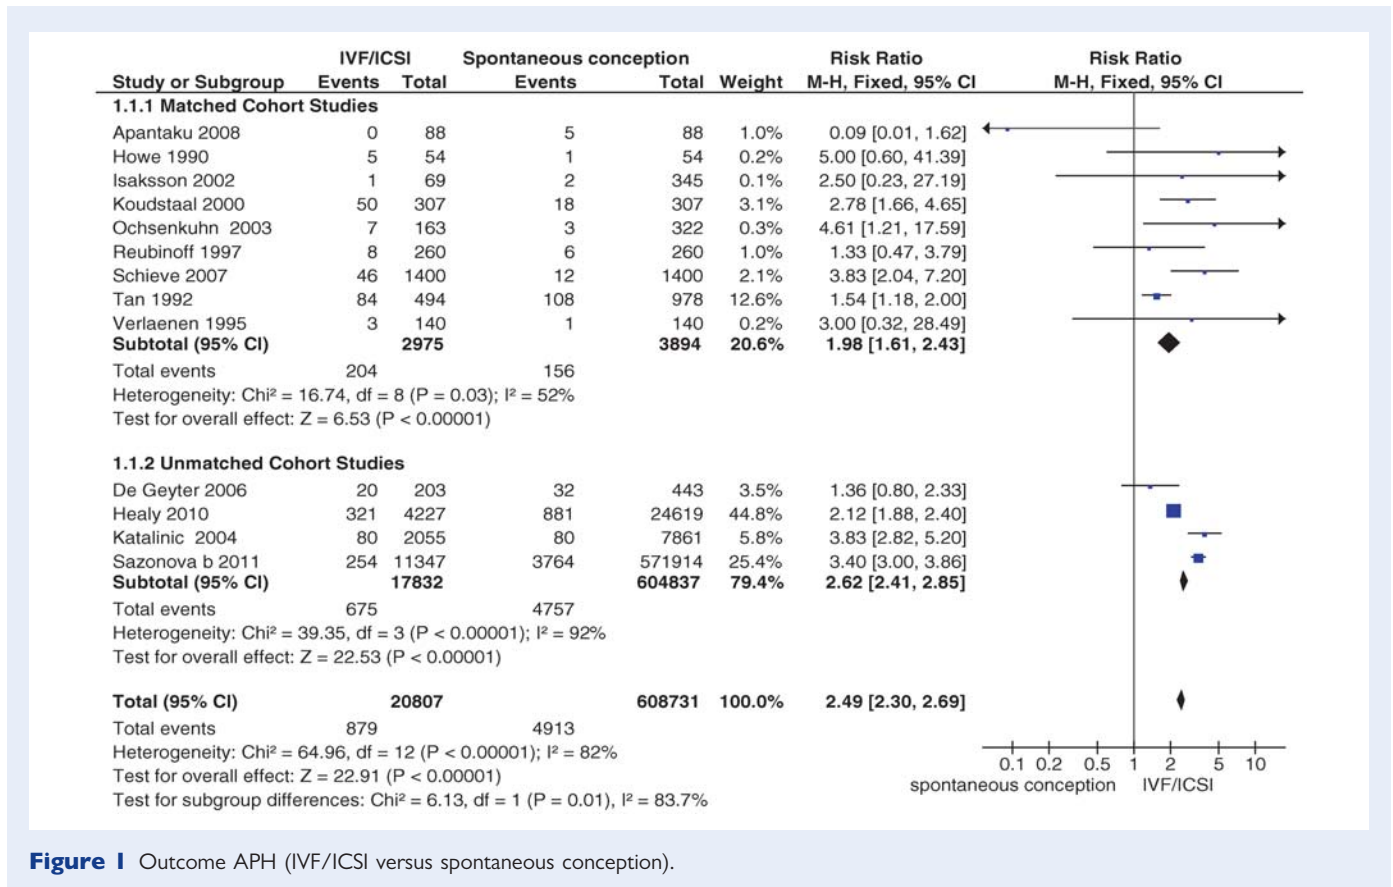 IVF/ICSI Spontaneous conception Risk Ratio Risk Ratio
Study or Subgroup Events Total Events Total Weight M-H, Fixed, 95% CI M-H, Fixed, 95% CI
1.1.1 Matched Cohort Studies
Apantaku 2008 0 88 5 88 1.0% 0.09 [0.01, 1.62]
Howe 1990 5 54 1 54 0.2% 5.00 [0.60, 41.39]
Isaksson 2002 1 69 2 345 0.1% 2.50 [0.23, 27.19]
Koudstaal 2000 50 307 18 307 3.1% 2.78 [1.66, 4.65]
Ochsenkuhn 2003 7 163 3 322 0.3% 4.61 [1.21, 17.59]
Reubinoff 1997 8 260 6 260 1.0% 1.33 [0.47, 3.79]
Schieve 2007 46 1400 12 1400 2.1% 3.83 [2.04, 7.20]
Tan 1992 84 494 108 978 12.6% 1.54 [1.18, 2.00]
Verlaenen 1995 3 140 1 140 0.2% 3.00 [0.32, 28.49]
Subtotal (95% CI) 2975 3894 20.6% 1.98 [1.61, 2.43]
Total events 204 156
Heterogeneity: Chi² = 16.74, df = 8 (P = 0.03); I² = 52%
Test for overall effect: Z = 6.53 (P < 0.00001)
1.1.2 Unmatched Cohort Studies
De Geyter 2006 20 203 32 443 3.5% 1.36 [0.80, 2.33]
Healy 2010 321 4227 881 24619 44.8% 2.12 [1.88, 2.40]
Katalinic 2004 80 2055 80 7861 5.8% 3.83 [2.82, 5.20]
Sazonova b 2011 254 11347 3764 571914 25.4% 3.40 [3.00, 3.86]
Subtotal (95% CI) 17832 604837 79.4% 2.62 [2.41, 2.85]
Total events 675 4757
Heterogeneity: Chi² = 39.35, df = 3 (P < 0.00001); I² = 92%
Test for overall effect: Z = 22.53 (P < 0.00001)
Total (95% CI) 20807 608731 100.0% 2.49 [2.30, 2.69]
Total events 879 4913
Heterogeneity: Chi² = 64.96, df = 12 (P < 0.00001); I² = 82%
Test for overall effect: Z = 22.91 (P < 0.00001)
Test for subgroup differences: Chi² = 6.13, df = 1 (P = 0.01), I² = 83.7%
0.1 0.2 0.5 1 2 5 10
spontaneous conception IVF/ICSI
Figure 1 Outcome APH (IVF/ICSI versus spontaneous conception).